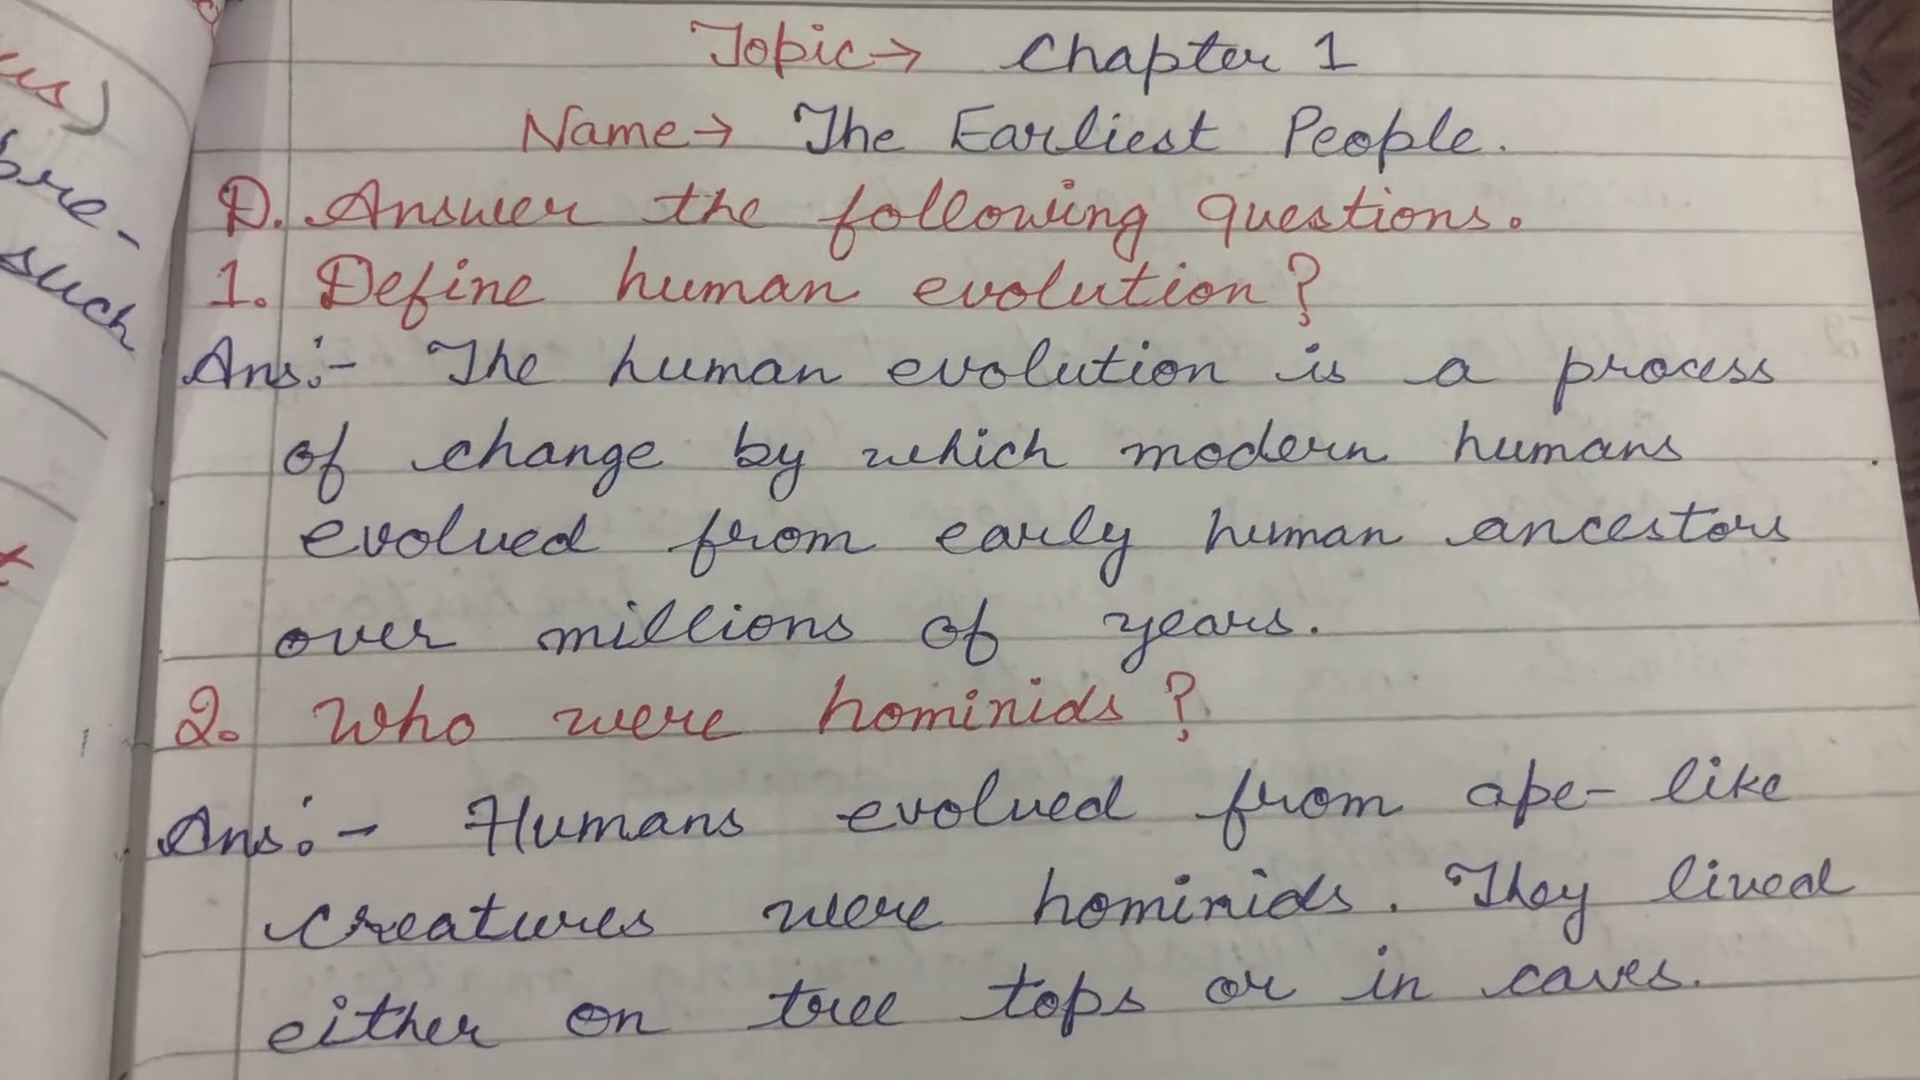 Topic → Chapter 1
Name → The Earliest People.
D. Answer the following questions.
1. Define human evolution?
Ans:- The human evolution is a process
of change by which modern humans
evolved from early human ancestors
over millions of years.
2. Who were hominids?
Ans:- Humans evolved from ape-like
creatures were hominids. They lived
either on tree tops or in caves.
pre-
such